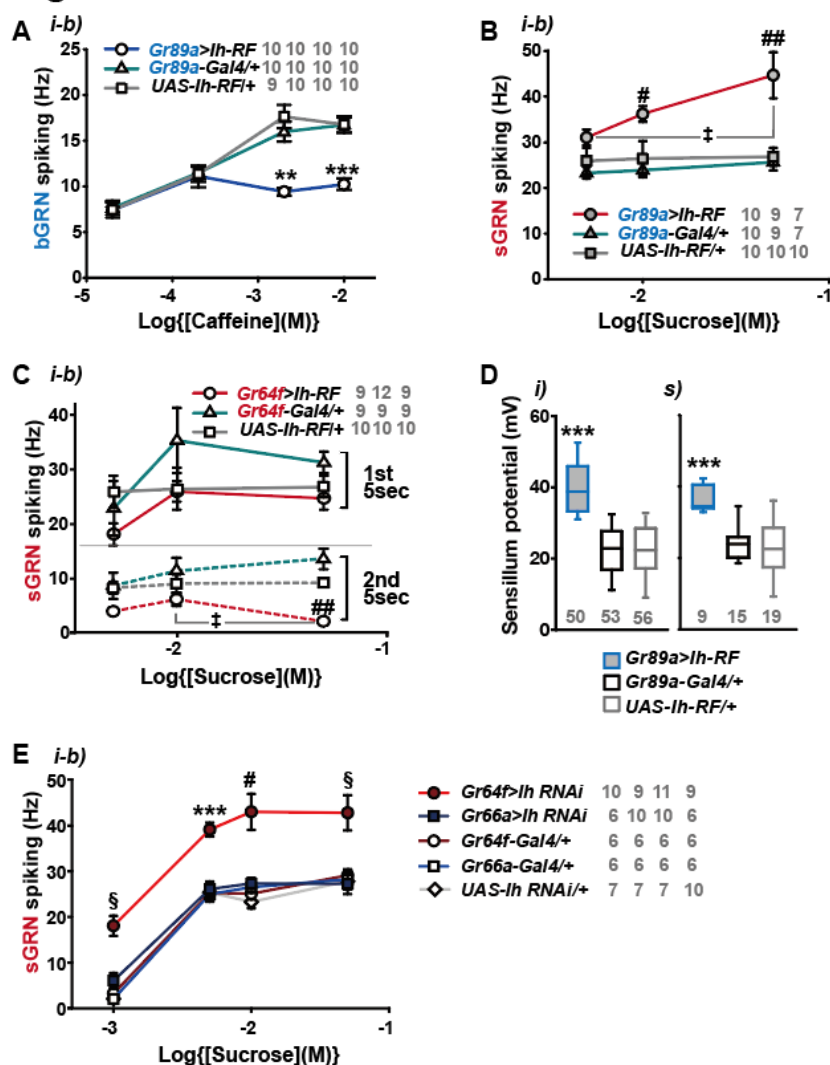 A
i-b)
Gr89a>Ih-RF 10 10 10 10
Gr89a-Gal4/+ 10 10 10 10
UAS-Ih-RF/+ 9 10 10 10
bGRN spiking (Hz)
25
20
15
10
5
0
** ***
-5 -4 -3 -2
Log{[Caffeine](M)}
B
i-b)
sGRN spiking (Hz)
50
40
30
20
10
0
# ##
‡
Gr89a>Ih-RF 10 9 7
Gr89a-Gal4/+ 10 9 7
UAS-Ih-RF/+ 10 10 10
-2 -1
Log{[Sucrose](M)}
C
i-b)
Gr64f>Ih-RF 9 12 9
Gr64f-Gal4/+ 9 9 9
UAS-Ih-RF/+ 10 10 10
sGRN spiking (Hz)
40
30
20
10
0
1st
5sec
2nd
5sec
##
‡
-2 -1
Log{[Sucrose](M)}
D
i) s)
Sensillum potential (mV)
60
40
20
0
*** ***
50 53 56 9 15 19
Gr89a>Ih-RF
Gr89a-Gal4/+
UAS-Ih-RF/+
E
i-b)
sGRN spiking (Hz)
50
40
30
20
10
0
§ *** # §
-3 -2 -1
Log{[Sucrose](M)}
Gr64f>Ih RNAi 10 9 11 9
Gr66a>Ih RNAi 6 10 10 6
Gr64f-Gal4/+ 6 6 6 6
Gr66a-Gal4/+ 6 6 6 6
UAS-Ih RNAi/+ 7 7 7 10